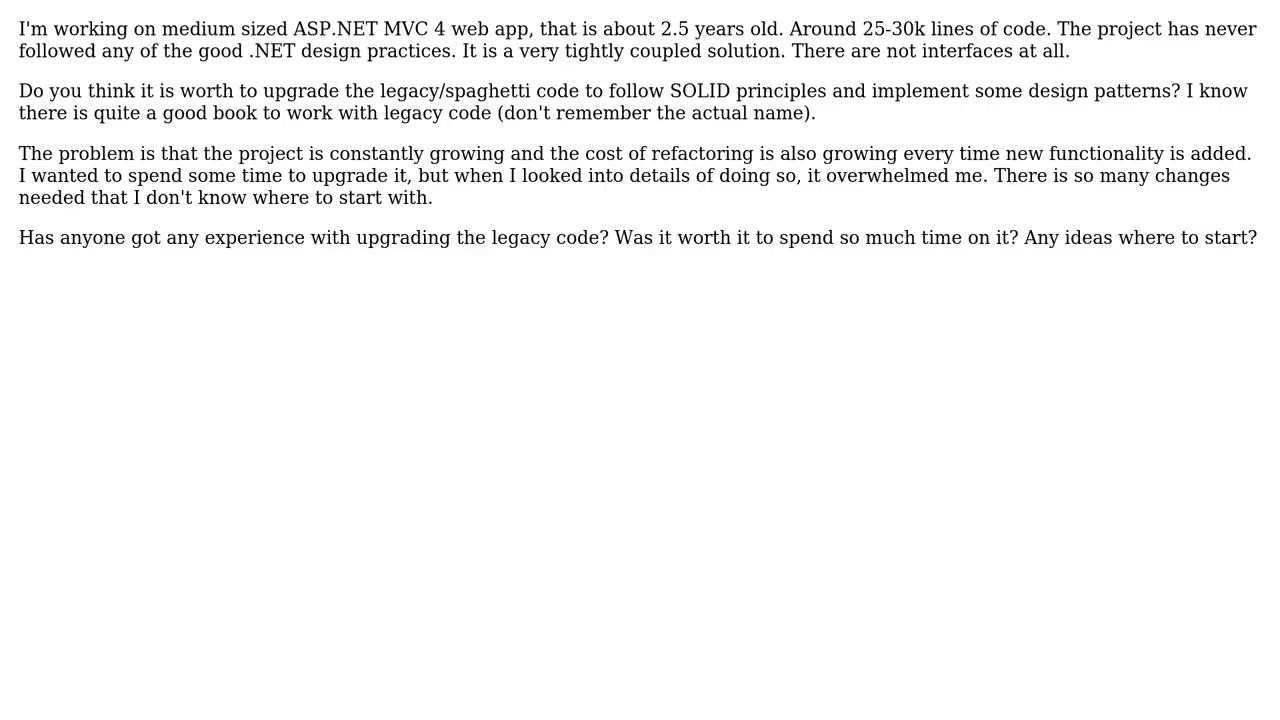 I'm working on medium sized ASP.NET MVC 4 web app, that is about 2.5 years old. Around 25-30k lines of code. The project has never
followed any of the good .NET design practices. It is a very tightly coupled solution. There are not interfaces at all.
Do you think it is worth to upgrade the legacy/spaghetti code to follow SOLID principles and implement some design patterns? I know
there is quite a good book to work with legacy code (don't remember the actual name).
The problem is that the project is constantly growing and the cost of refactoring is also growing every time new functionality is added.
I wanted to spend some time to upgrade it, but when I looked into details of doing so, it overwhelmed me. There is so many changes
needed that I don't know where to start with.
Has anyone got any experience with upgrading the legacy code? Was it worth it to spend so much time on it? Any ideas where to start?